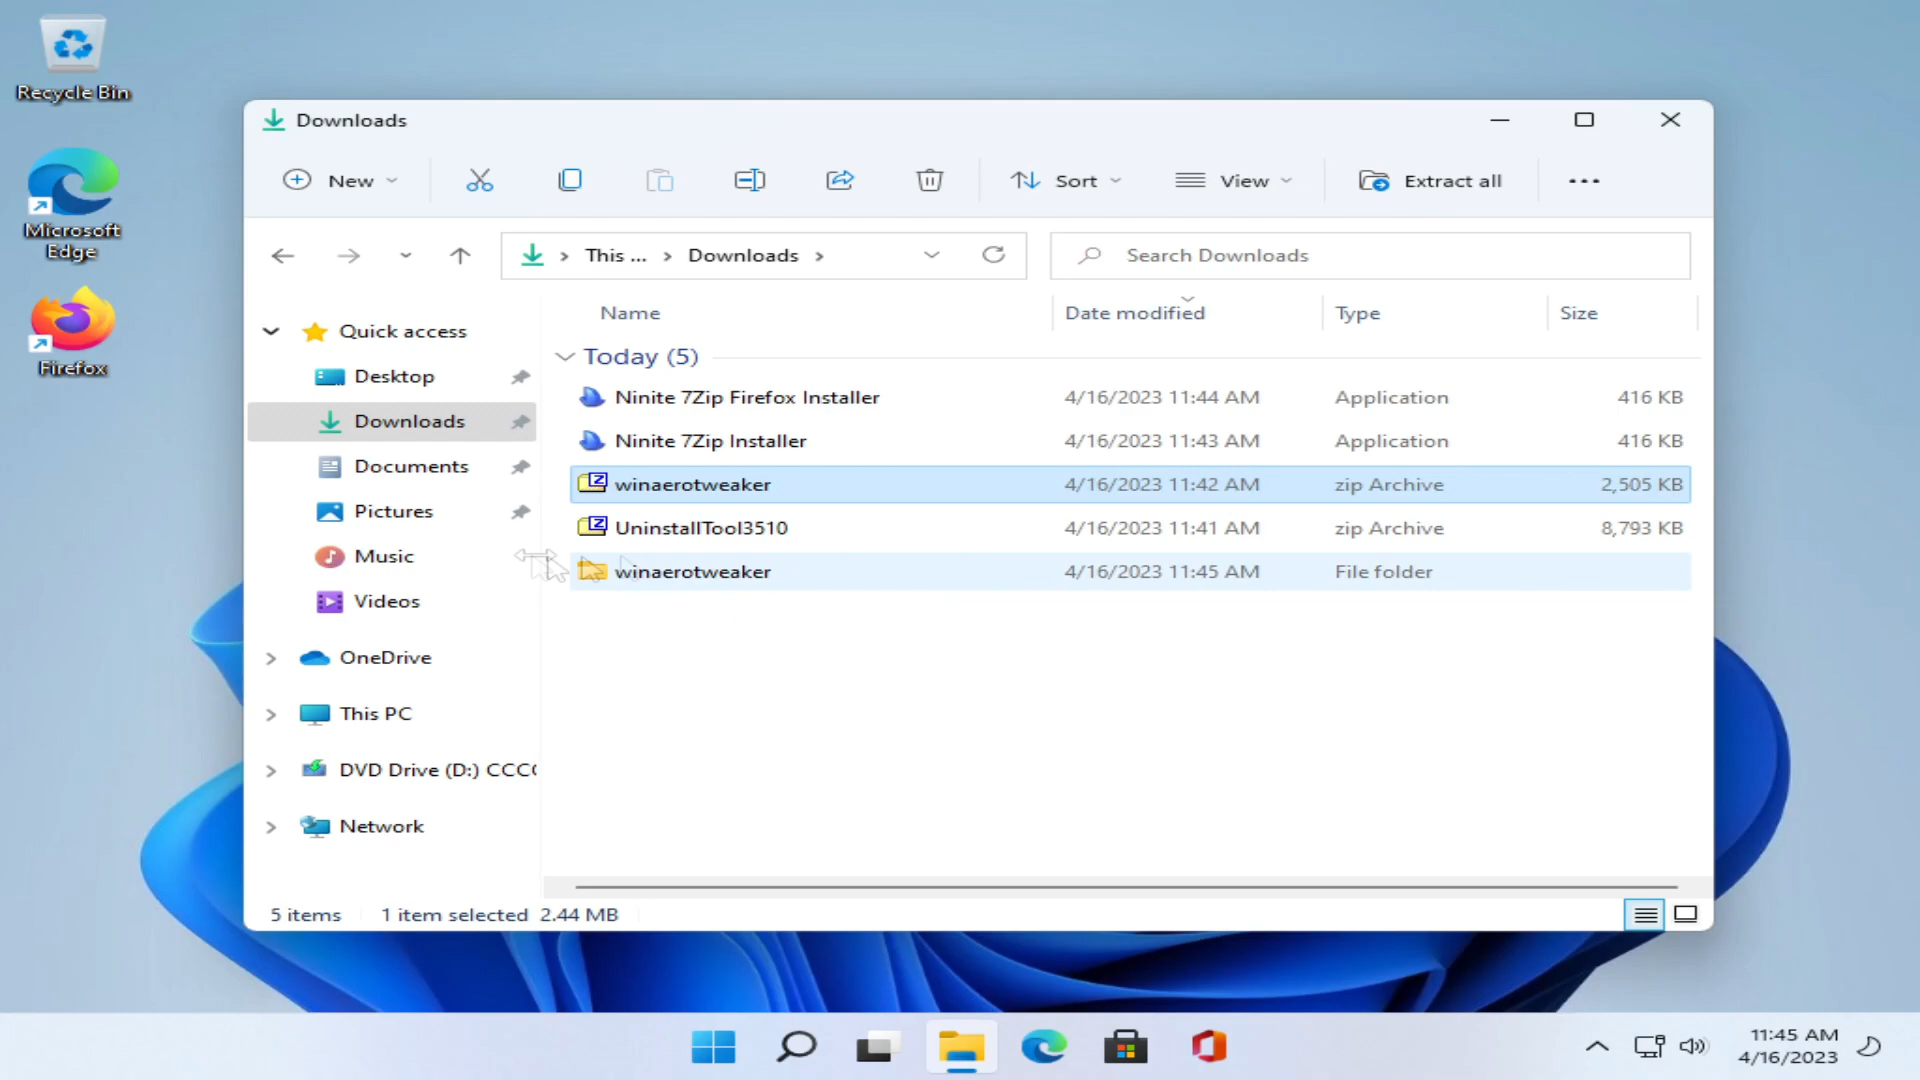 Recycle Bin
Microsoft
Edge
Firefox
Downloads
New
Sort
View
Extract all
This ...
Downloads
Search Downloads
Name
Date modified
Type
Size
Quick access
Desktop
Downloads
Documents
Pictures
Music
Videos
OneDrive
This PC
DVD Drive (D:) CCC
Network
Today (5)
Ninite 7Zip Firefox Installer 4/16/2023 11:44 AM Application 416 KB
Ninite 7Zip Installer 4/16/2023 11:43 AM Application 416 KB
winaerotweaker 4/16/2023 11:42 AM zip Archive 2,505 KB
UninstallTool3510 4/16/2023 11:41 AM zip Archive 8,793 KB
winaerotweaker 4/16/2023 11:45 AM File folder
5 items 1 item selected 2.44 MB
11:45 AM
4/16/2023